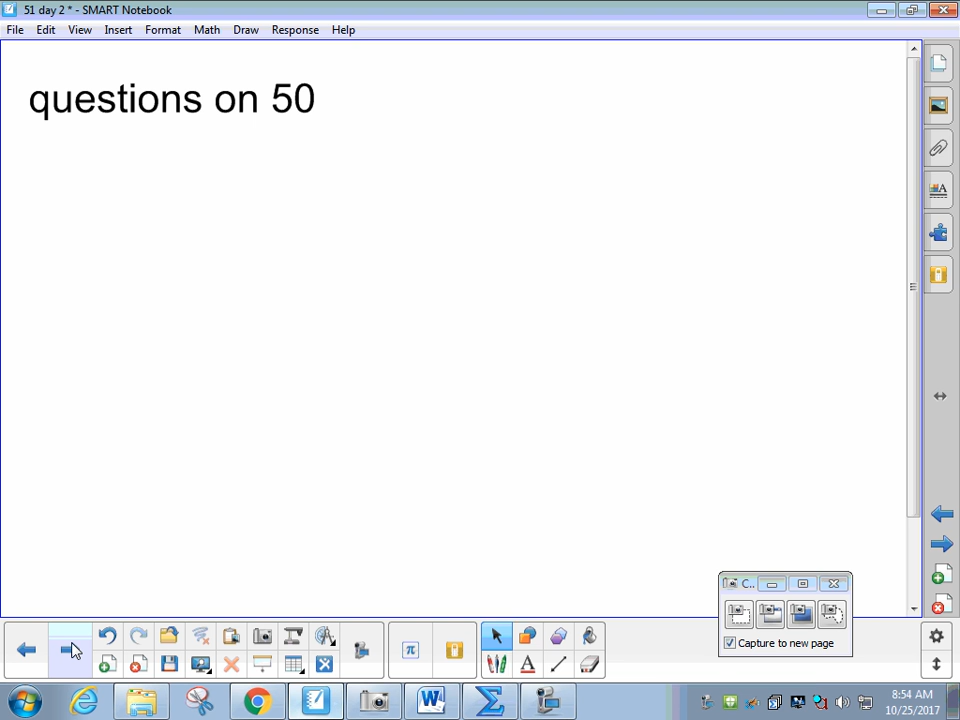 51 day 2 * - SMART Notebook
File Edit View Insert Format Math Draw Response Help
questions on 50
C..
Capture to new page
8:54 AM
10/25/2017